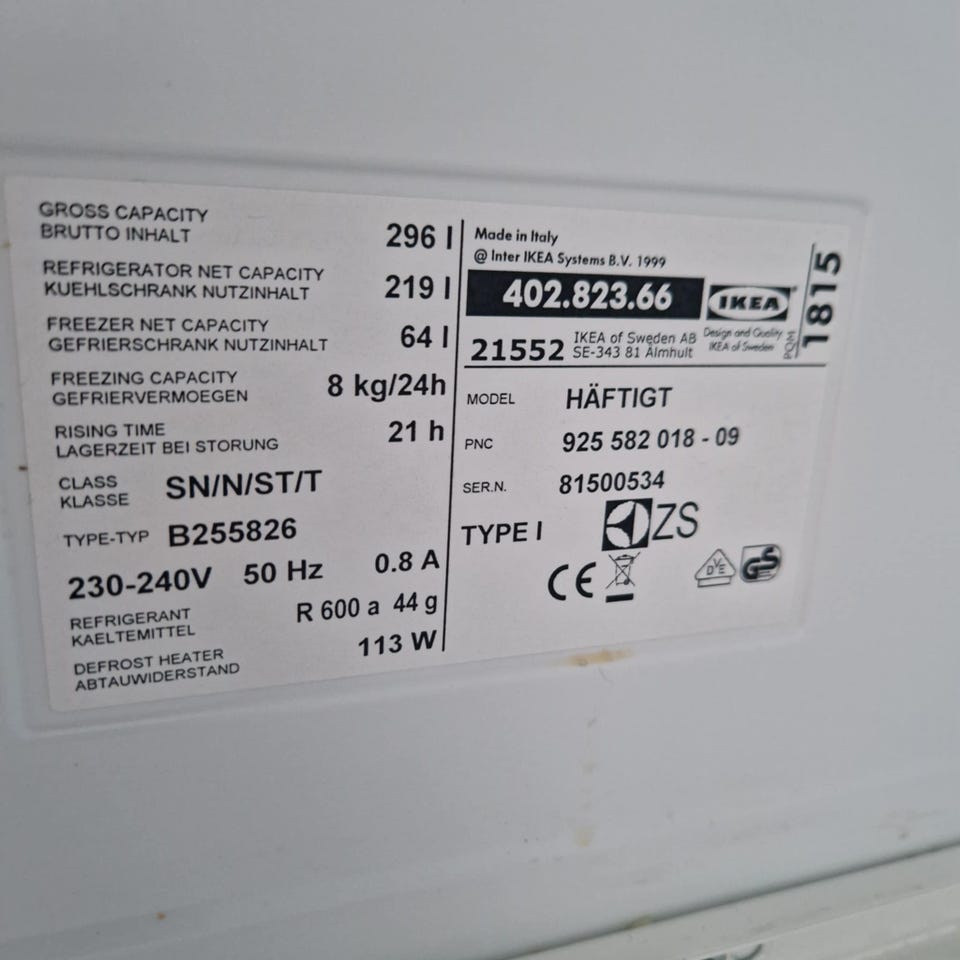 GROSS CAPACITY
BRUTTO INHALT
296 l
REFRIGERATOR NET CAPACITY
KUEHLSCHRANK NUTZINHALT
219 l
FREEZER NET CAPACITY
GEFRIERSCHRANK NUTZINHALT
64 l
FREEZING CAPACITY
GEFRIERVERMOEGEN
8 kg/24h
RISING TIME
LAGERZEIT BEI STORUNG
21 h
CLASS
KLASSE
SN/N/ST/T
TYPE-TYP B255826
230-240V 50 Hz 0.8 A
REFRIGERANT
KAELTEMITTEL
R 600 a 44 g
DEFROST HEATER
ABTAUWIDERSTAND
113 W
Made in Italy
@ Inter IKEA Systems B.V. 1999
402.823.66
IKEA
21552
IKEA of Sweden AB
SE-343 81 Älmhult
Design and Quality
IKEA of Sweden
PQM
1815
MODEL HÄFTIGT
PNC 925 582 018 - 09
SER.N. 81500534
TYPE I
ZS
CE
DVE
GS